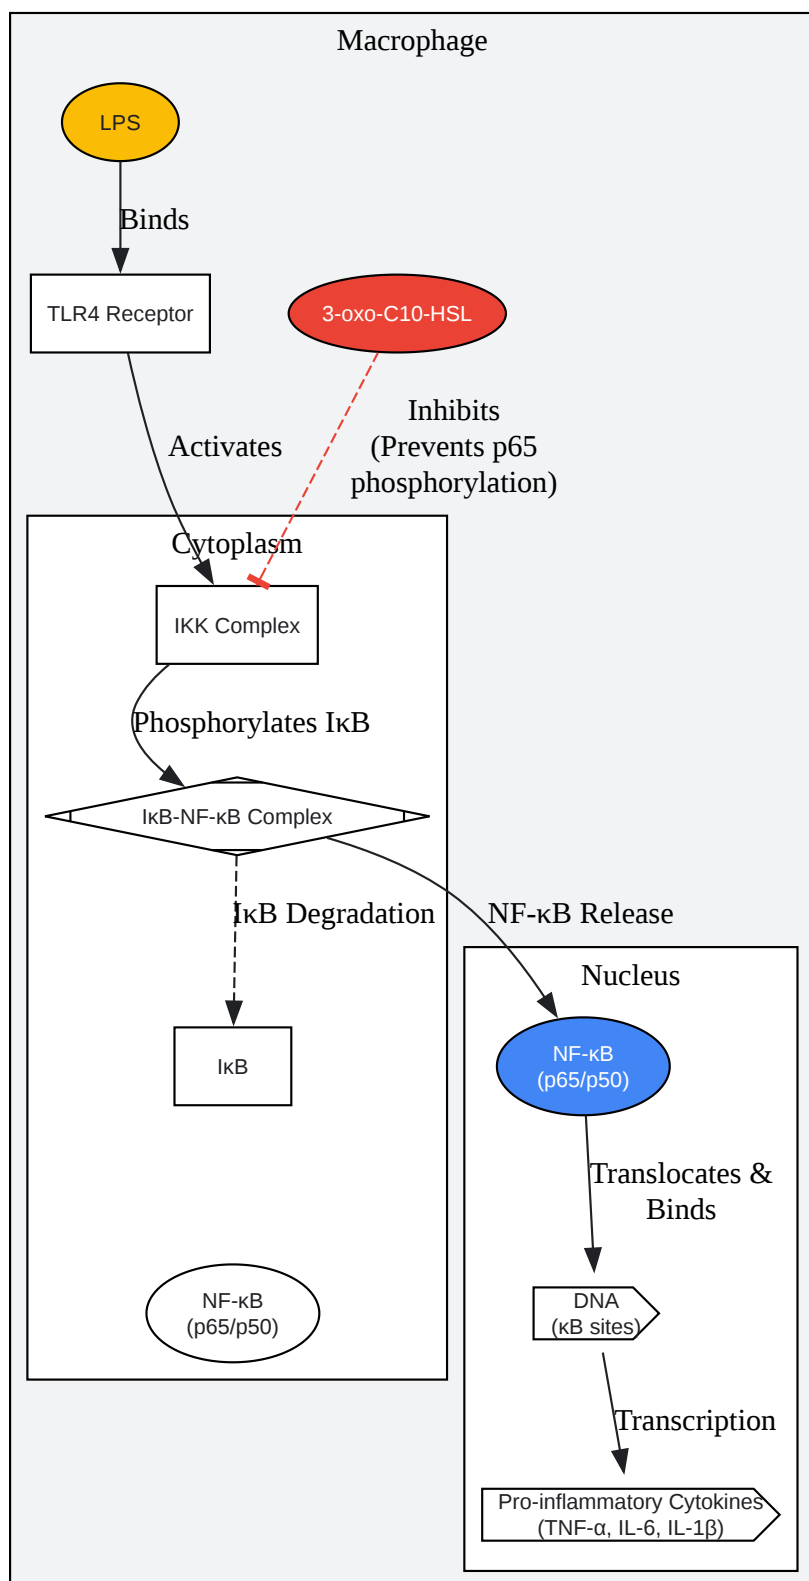 Macrophage
LPS
Binds
TLR4 Receptor
3-oxo-C10-HSL
Activates
Inhibits
(Prevents p65
phosphorylation)
Cytoplasm
IKK Complex
Phosphorylates IκB
IκB-NF-κB Complex
IκB Degradation
NF-κB Release
Nucleus
IκB
NF-κB
(p65/p50)
Translocates &
Binds
NF-κB
(p65/p50)
DNA
(κB sites)
Transcription
Pro-inflammatory Cytokines
(TNF-α, IL-6, IL-1β)